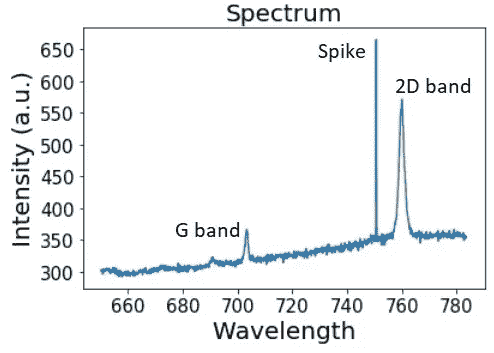 Spectrum
Intensity (a.u.)
650
600
550
500
450
400
350
300
Spike
2D band
G band
660 680 700 720 740 760 780
Wavelength